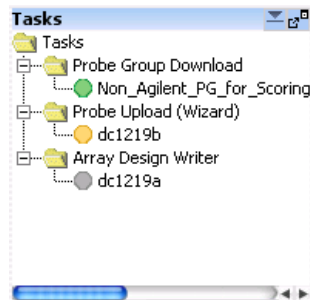 Tasks
Tasks
Probe Group Download
Non_Agilent_PG_for_Scoring
Probe Upload (Wizard)
dc1219b
Array Design Writer
dc1219a